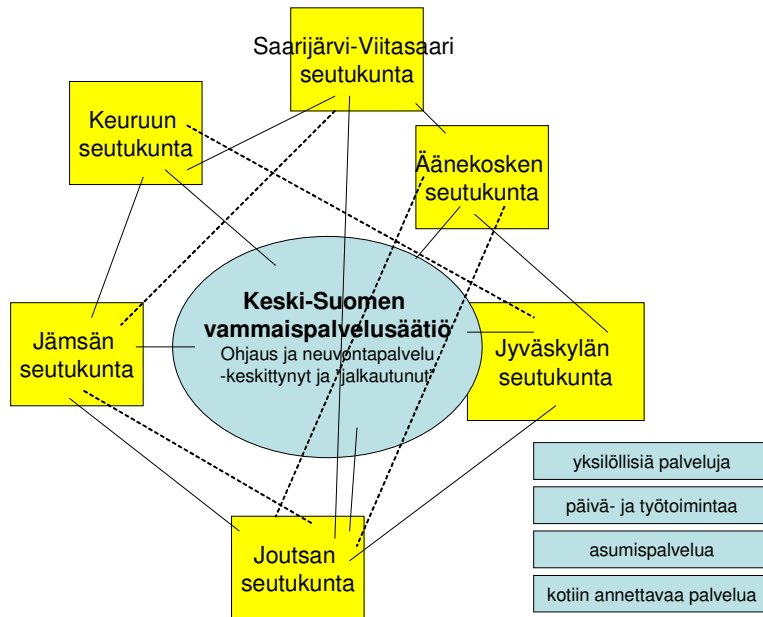 Saarijärvi-Viitasaari
seutukunta
Keuruun
seutukunta
Äänekosken
seutukunta
Keski-Suomen
vammaispalvelusäätiö
Ohjaus ja neuvontapalvelu
-keskittynyt ja "jalkautunut"
Jämsän
seutukunta
Jyväskylän
seutukunta
yksilöllisiä palveluja
päivä- ja työtoimintaa
Joutsan
seutukunta
asumispalvelua
kotiin annettavaa palvelua